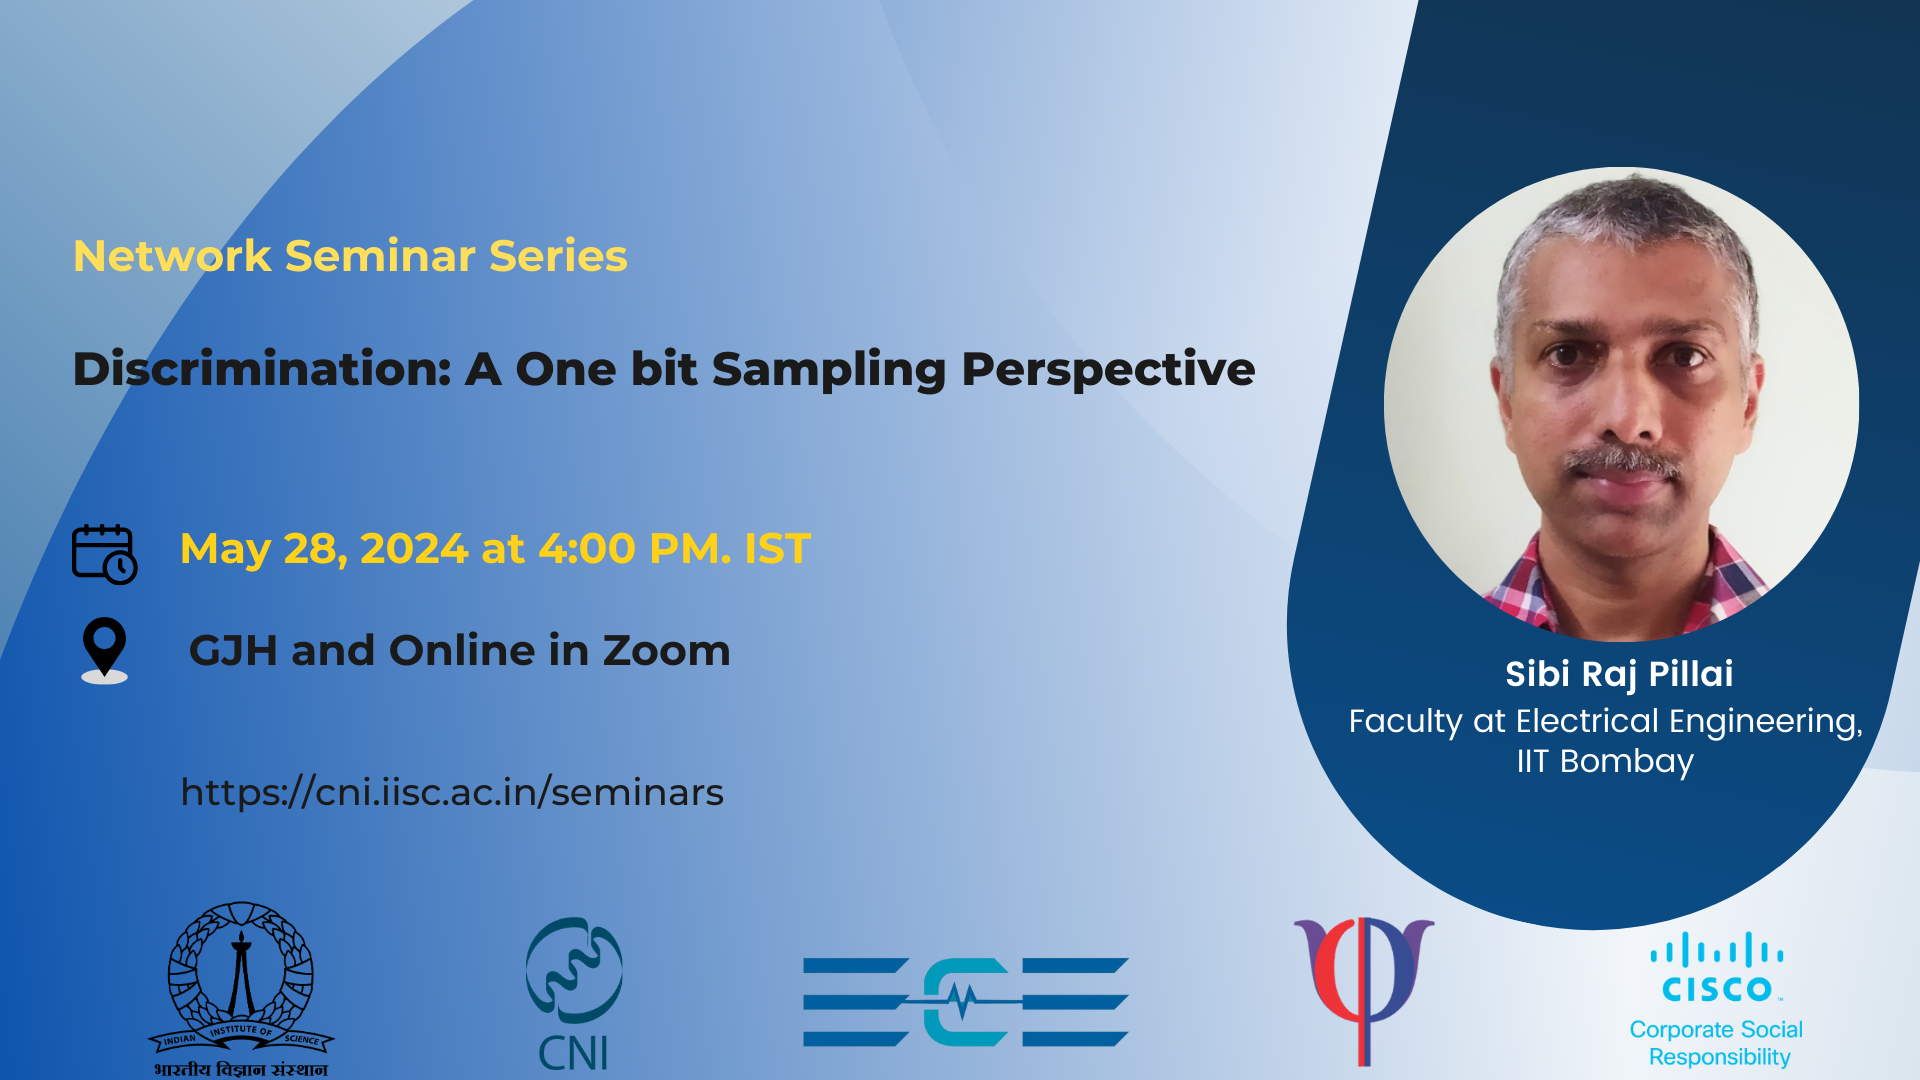 Network Seminar Series
Discrimination: A One bit Sampling Perspective
May 28, 2024 at 4:00 PM. IST
GJH and Online in Zoom
https://cni.iisc.ac.in/seminars
Sibi Raj Pillai
Faculty at Electrical Engineering,
IIT Bombay
INDIAN INSTITUTE OF SCIENCE
भारतीय विज्ञान संस्थान
CNI
ECE
CISCO
Corporate Social
Responsibility